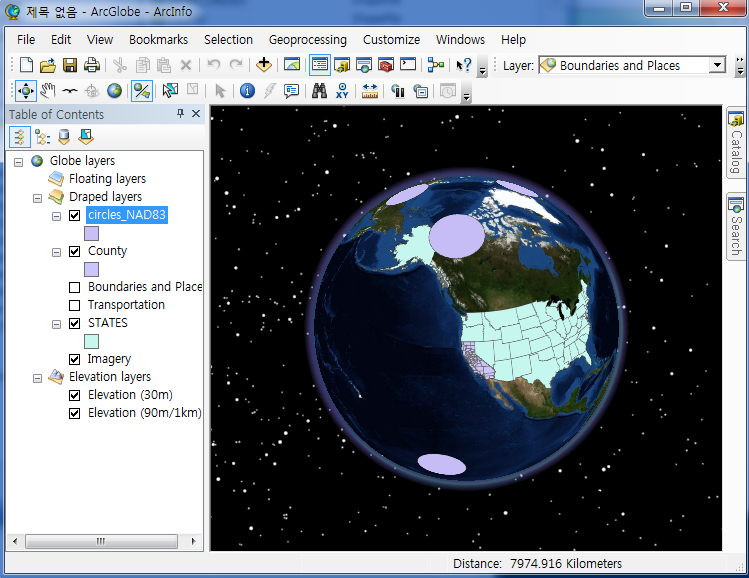 제목 없음 - ArcGlobe - ArcInfo
File Edit View Bookmarks Selection Geoprocessing Customize Windows Help
Layer: Boundaries and Places
Table of Contents
Globe layers
Floating layers
Draped layers
circles_NAD83
County
Boundaries and Place
Transportation
STATES
Imagery
Elevation layers
Elevation (30m)
Elevation (90m/1km)
Catalog
Search
Distance: 7974.916 Kilometers